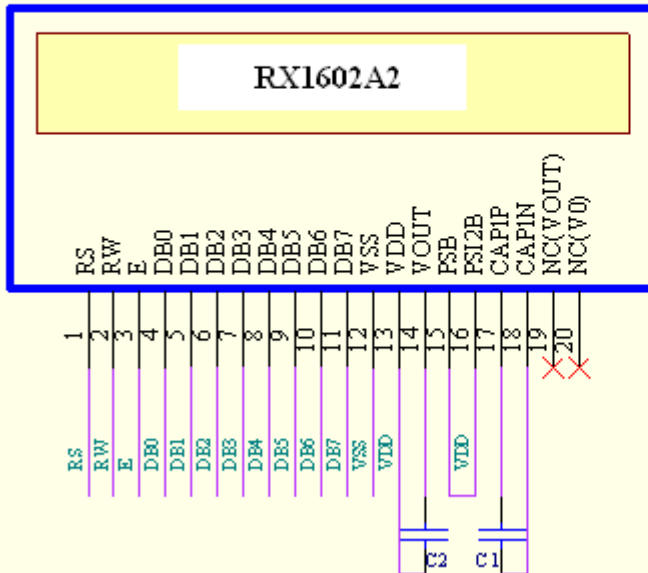 RX1602A2
RS
RW
E
DB0
DB1
DB2
DB3
DB4
DB5
DB6
DB7
VSS
VDD
VOUT
PSB
PSI2B
CAP1P
CAP1N
NC(VOUT)
NC(V0)
1
2
3
4
5
6
7
8
9
10
11
12
13
14
15
16
17
18
19
20
RS
RW
E
DB0
DB1
DB2
DB3
DB4
DB5
DB6
DB7
VSS
VDD
VDD
C2
C1